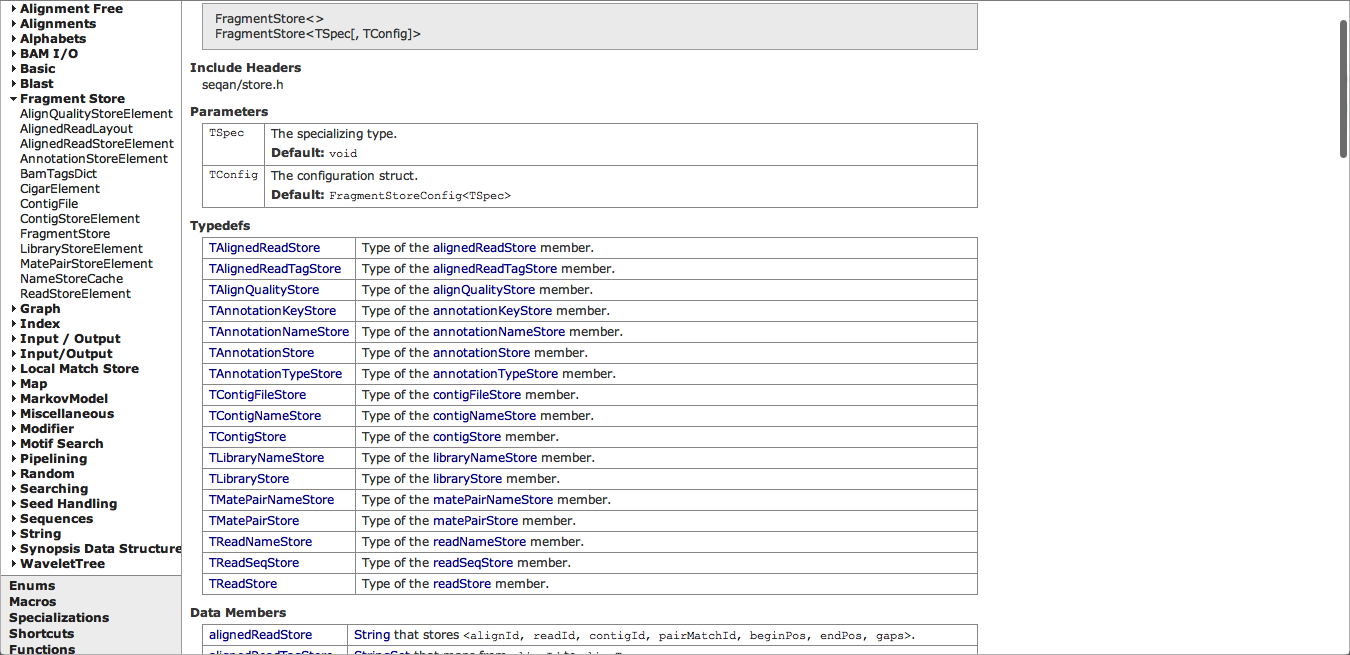 Alignment Free
Alignments
Alphabets
BAM I/O
Basic
Blast
Fragment Store
AlignQualityStoreElement
AlignedReadLayout
AlignedReadStoreElement
AnnotationStoreElement
BamTagsDict
CigarElement
ContigFile
ContigStoreElement
FragmentStore
LibraryStoreElement
MatePairStoreElement
NameStoreCache
ReadStoreElement
Graph
Index
Input / Output
Input/Output
Local Match Store
Map
MarkovModel
Miscellaneous
Modifier
Motif Search
Pipelining
Random
Searching
Seed Handling
Sequences
String
Synopsis Data Structure
WaveletTree
Enums
Macros
Specializations
Shortcuts
Functions
FragmentStore<>
FragmentStore<TSpec[, TConfig]>
Include Headers
seqan/store.h
Parameters
TSpec The specializing type.
Default: void
TConfig The configuration struct.
Default: FragmentStoreConfig<TSpec>
Typedefs
TAlignedReadStore Type of the alignedReadStore member.
TAlignedReadTagStore Type of the alignedReadTagStore member.
TAlignQualityStore Type of the alignQualityStore member.
TAnnotationKeyStore Type of the annotationKeyStore member.
TAnnotationNameStore Type of the annotationNameStore member.
TAnnotationStore Type of the annotationStore member.
TAnnotationTypeStore Type of the annotationTypeStore member.
TContigFileStore Type of the contigFileStore member.
TContigNameStore Type of the contigNameStore member.
TContigStore Type of the contigStore member.
TLibraryNameStore Type of the libraryNameStore member.
TLibraryStore Type of the libraryStore member.
TMatePairNameStore Type of the matePairNameStore member.
TMatePairStore Type of the matePairStore member.
TReadNameStore Type of the readNameStore member.
TReadSeqStore Type of the readSeqStore member.
TReadStore Type of the readStore member.
Data Members
alignedReadStore String that stores <alignId, readId, contigId, pairMatchId, beginPos, endPos, gaps>.
alignedReadTagStore StringSet that maps from